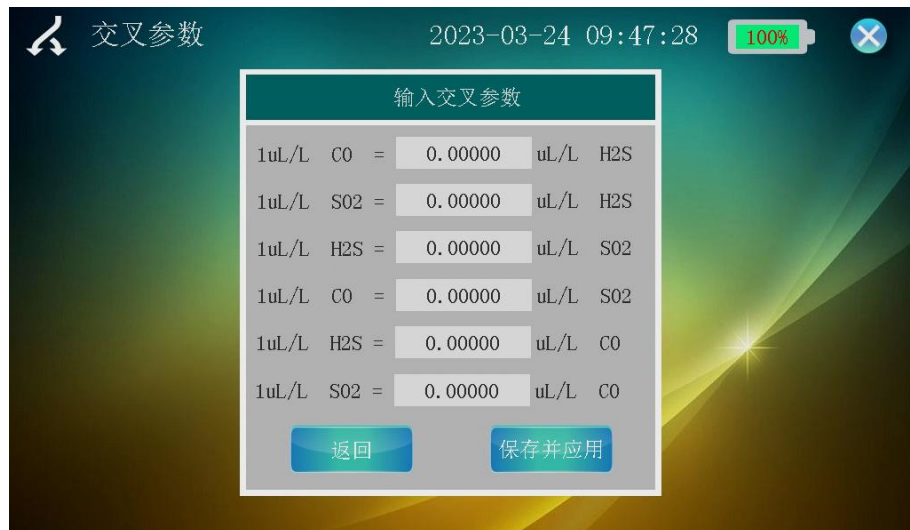 交叉参数 2023-03-24 09:47:28 100%
输入交叉参数
1uL/L CO = 0.00000 uL/L H2S
1uL/L SO2 = 0.00000 uL/L H2S
1uL/L H2S = 0.00000 uL/L SO2
1uL/L CO = 0.00000 uL/L SO2
1uL/L H2S = 0.00000 uL/L CO
1uL/L SO2 = 0.00000 uL/L CO
返回 保存并应用